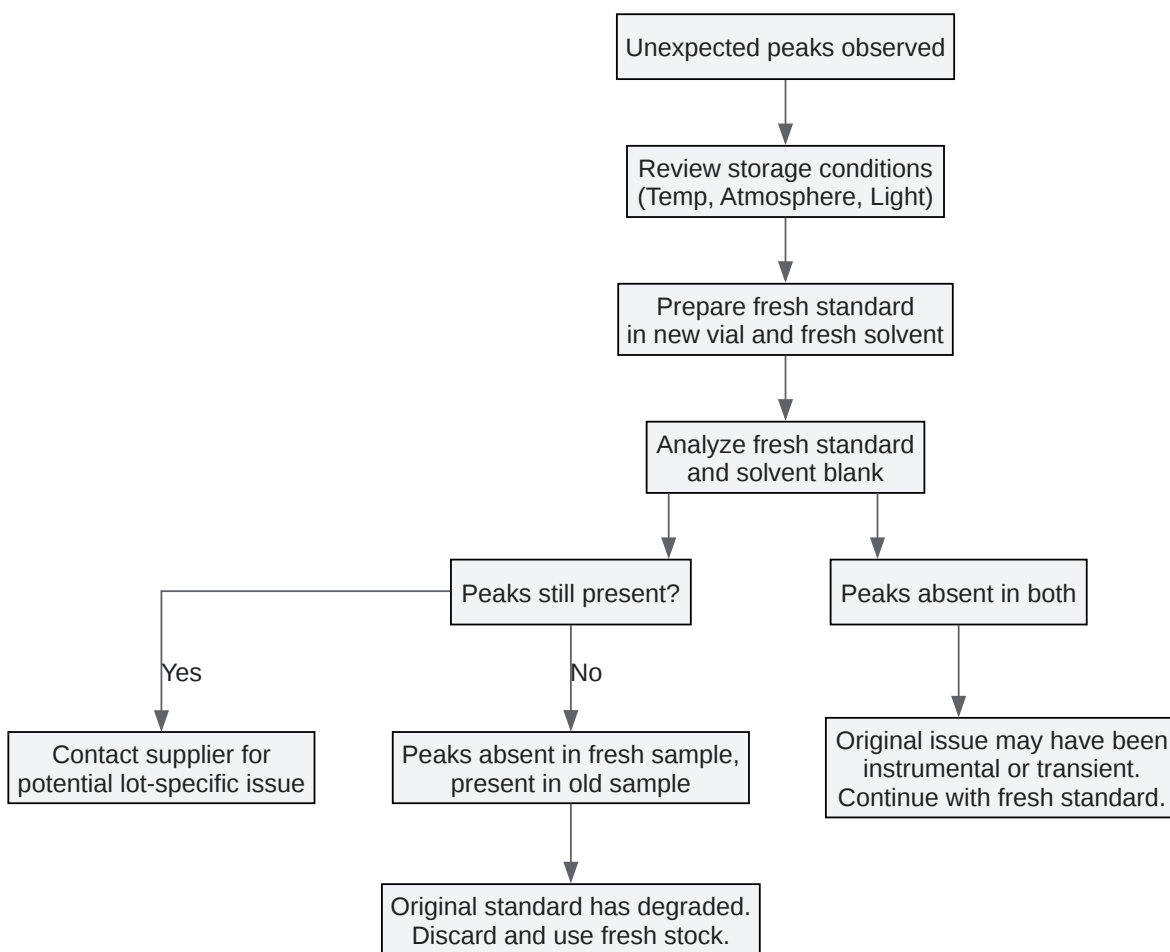 Unexpected peaks observed
Review storage conditions
(Temp, Atmosphere, Light)
Prepare fresh standard
in new vial and fresh solvent
Analyze fresh standard
and solvent blank
Peaks still present?
Peaks absent in both
Yes
No
Contact supplier for
potential lot-specific issue
Peaks absent in fresh sample,
present in old sample
Original issue may have been
instrumental or transient.
Continue with fresh standard.
Original standard has degraded.
Discard and use fresh stock.